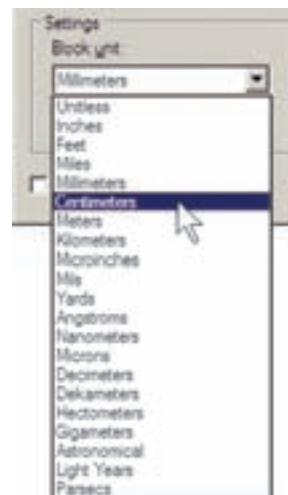 Settings
Block unit:
Millimeters
Unitless
Inches
Feet
Miles
Millimeters
Centimeters
Meters
Kilometers
Microinches
Mils
Yards
Angstroms
Nanometers
Microns
Decimeters
Dekameters
Hectometers
Gigameters
Astronomical
Light Years
Parsecs